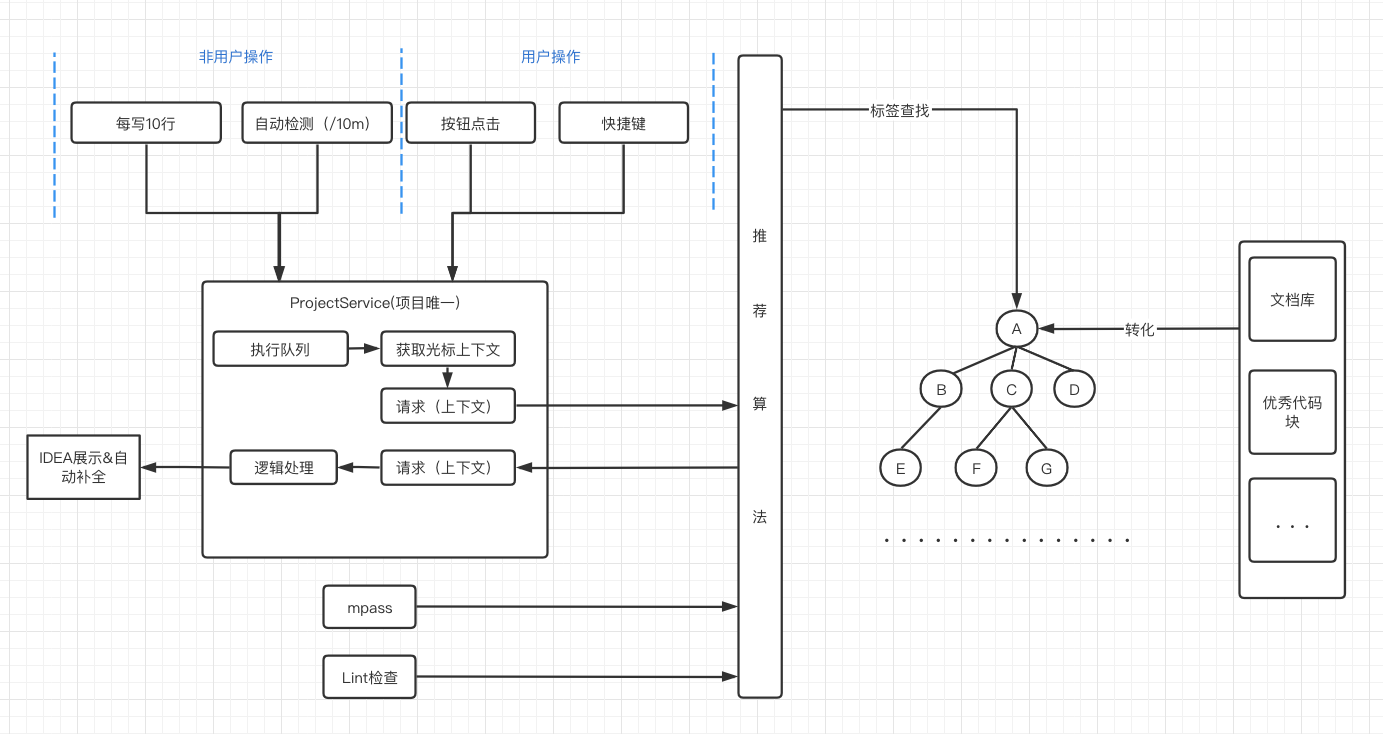 非用户操作
用户操作
每写10行
自动检测（/10m）
按钮点击
快捷键
标签查找
推
荐
算
法
ProjectService(项目唯一)
执行队列
获取光标上下文
请求（上下文）
IDEA展示&自
动补全
逻辑处理
请求（上下文）
mpass
Lint检查
A
B
C
D
E
F
G
转化
文档库
优秀代码
块
. . .
. . . . . . . . . . . . . . .